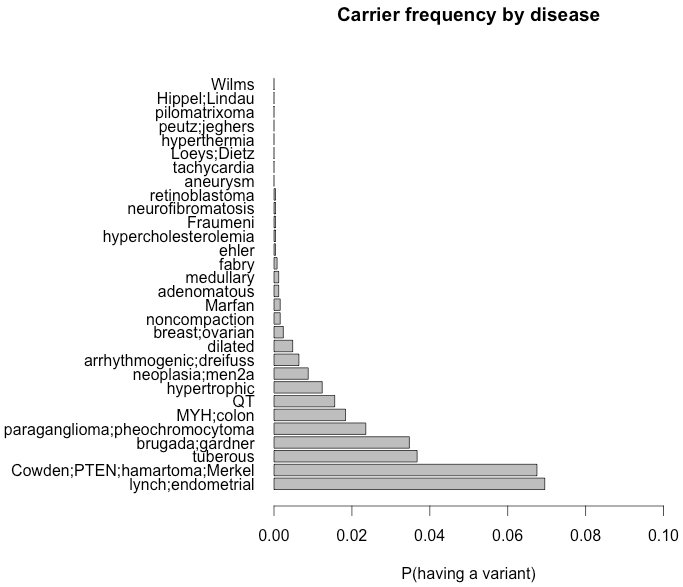 Carrier frequency by disease
Wilms
Hippel;Lindau
pilomatrixoma
peutz;jeghers
hyperthermia
Loeys;Dietz
tachycardia
aneurysm
retinoblastoma
neurofibromatosis
Fraumeni
hypercholesterolemia
ehler
fabry
medullary
adenomatous
Marfan
noncompaction
breast;ovarian
dilated
arrhythmogenic;dreifuss
neoplasia;men2a
hypertrophic
QT
MYH;colon
paraganglioma;pheochromocytoma
brugada;gardner
tuberous
Cowden;PTEN;hamartoma;Merkel
lynch;endometrial
0.00 0.02 0.04 0.06 0.08 0.10
P(having a variant)